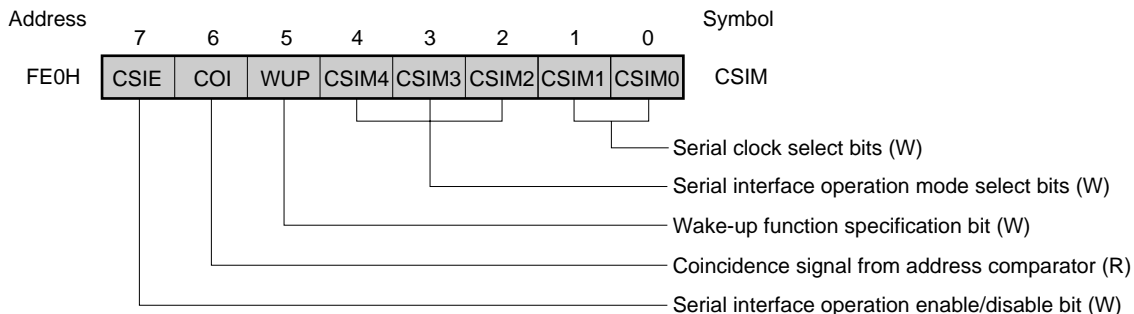 Address Symbol
7 6 5 4 3 2 1 0
FE0H CSIE COI WUP CSIM4 CSIM3 CSIM2 CSIM1 CSIM0 CSIM
Serial clock select bits (W)
Serial interface operation mode select bits (W)
Wake-up function specification bit (W)
Coincidence signal from address comparator (R)
Serial interface operation enable/disable bit (W)